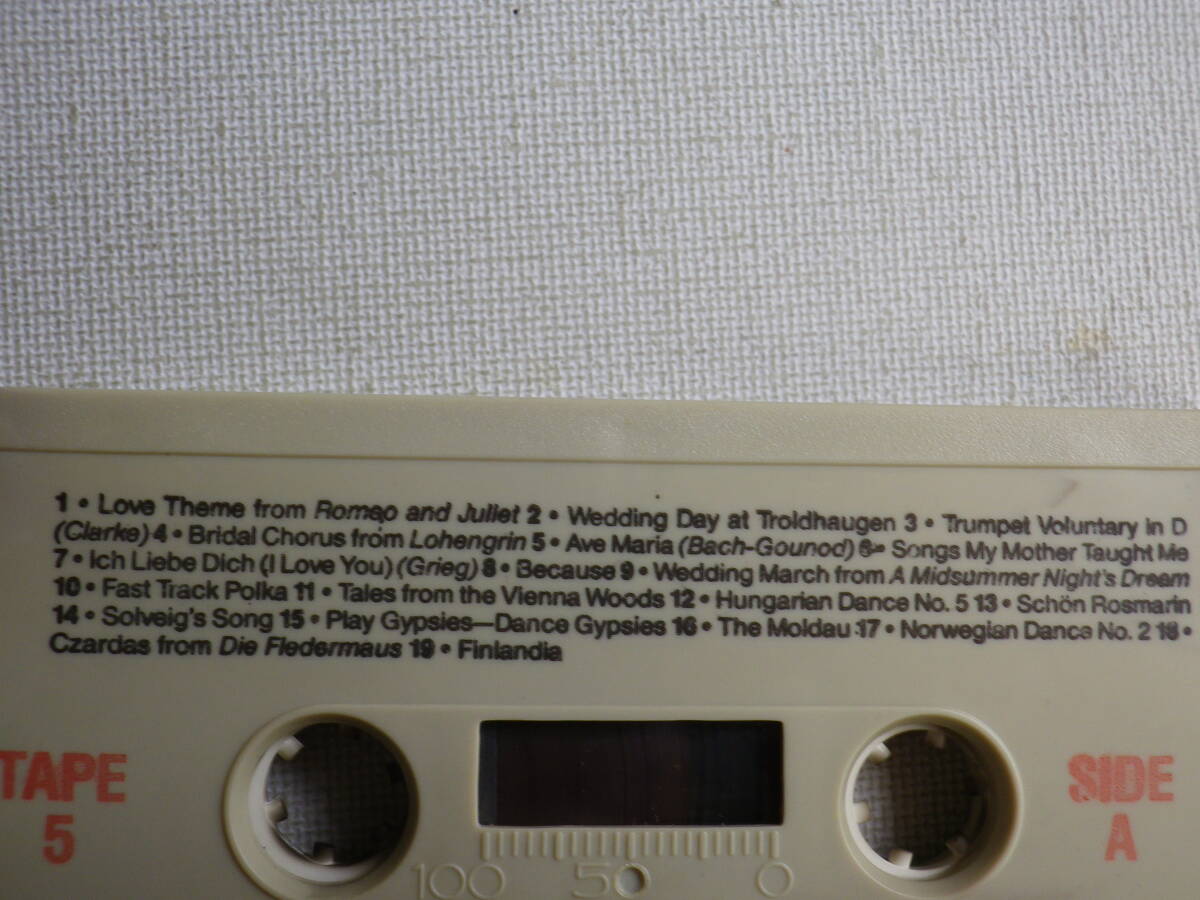 1 • Love Theme from Romeo and Juliet 2 • Wedding Day at Troldhaugen 3 • Trumpet Voluntary in D
(Clarke) 4 • Bridal Chorus from Lohengrin 5 • Ave Maria (Bach-Gounod) 6 • Songs My Mother Taught Me
7 • Ich Liebe Dich (I Love You) (Grieg) 8 • Because 9 • Wedding March from A Midsummer Night's Dream
10 • Fast Track Polka 11 • Tales from the Vienna Woods 12 • Hungarian Dance No. 5 13 • Schön Rosmarin
14 • Solveig's Song 15 • Play Gypsies—Dance Gypsies 16 • The Moldau 17 • Norwegian Dance No. 2 18 •
Czardas from Die Fledermaus 19 • Finlandia
TAPE
5
SIDE
A
100 50 0